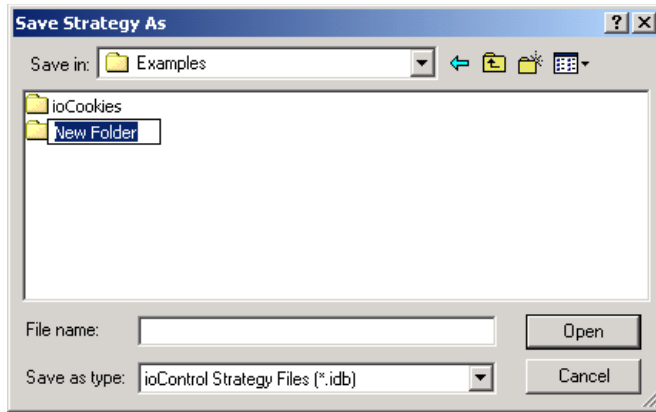 Save Strategy As
Save in: Examples
ioCookies
New Folder
File name:
Open
Save as type: ioControl Strategy Files (*.idb)
Cancel